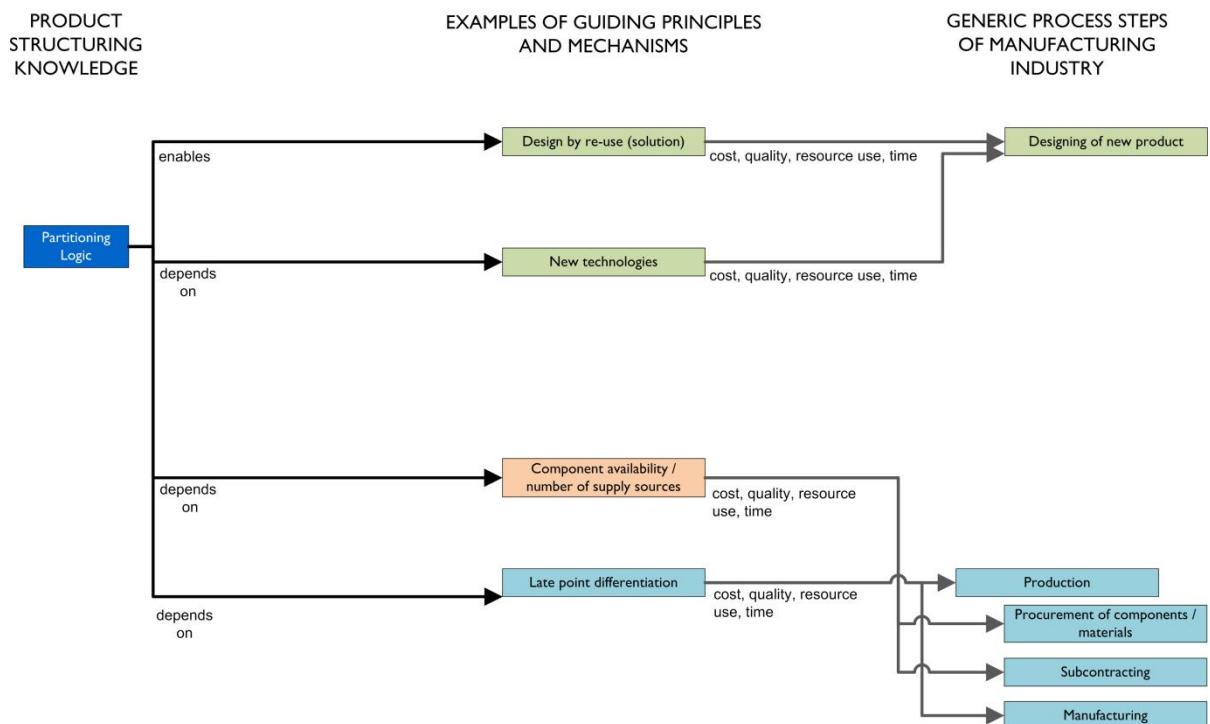 PRODUCT
STRUCTURING
KNOWLEDGE
EXAMPLES OF GUIDING PRINCIPLES
AND MECHANISMS
GENERIC PROCESS STEPS
OF MANUFACTURING
INDUSTRY
enables
Design by re-use (solution)
cost, quality, resource use, time
Designing of new product
Partitioning
Logic
depends
on
New technologies
cost, quality, resource use, time
depends
on
Component availability /
number of supply sources
cost, quality, resource
use, time
depends
on
Late point differentiation
cost, quality, resource
use, time
Production
Procurement of components /
materials
Subcontracting
Manufacturing